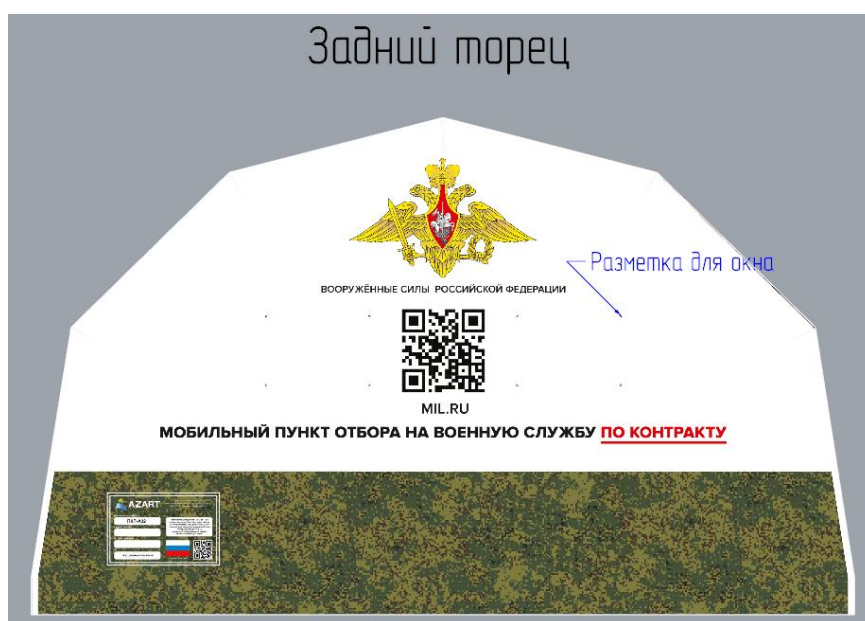 Задний торец
Разметка для окна
ВООРУЖЁННЫЕ СИЛЫ РОССИЙСКОЙ ФЕДЕРАЦИИ
MIL.RU
МОБИЛЬНЫЙ ПУНКТ ОТБОРА НА ВОЕННУЮ СЛУЖБУ ПО КОНТРАКТУ
AZART